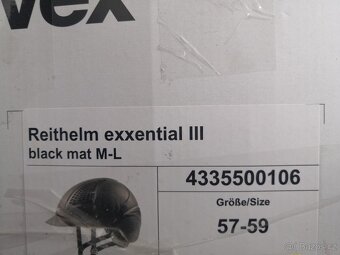 vex
Reithelm exxential III
black mat M-L
4335500106
Größe/Size
57-59